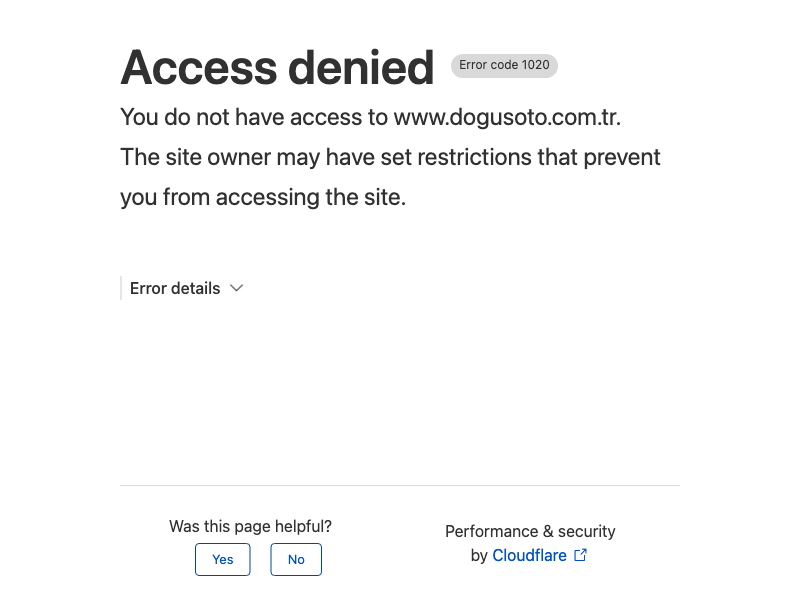 Access denied Error code 1020
You do not have access to www.dogusoto.com.tr.
The site owner may have set restrictions that prevent
you from accessing the site.
Error details
Was this page helpful?
Yes No
Performance & security
by Cloudflare